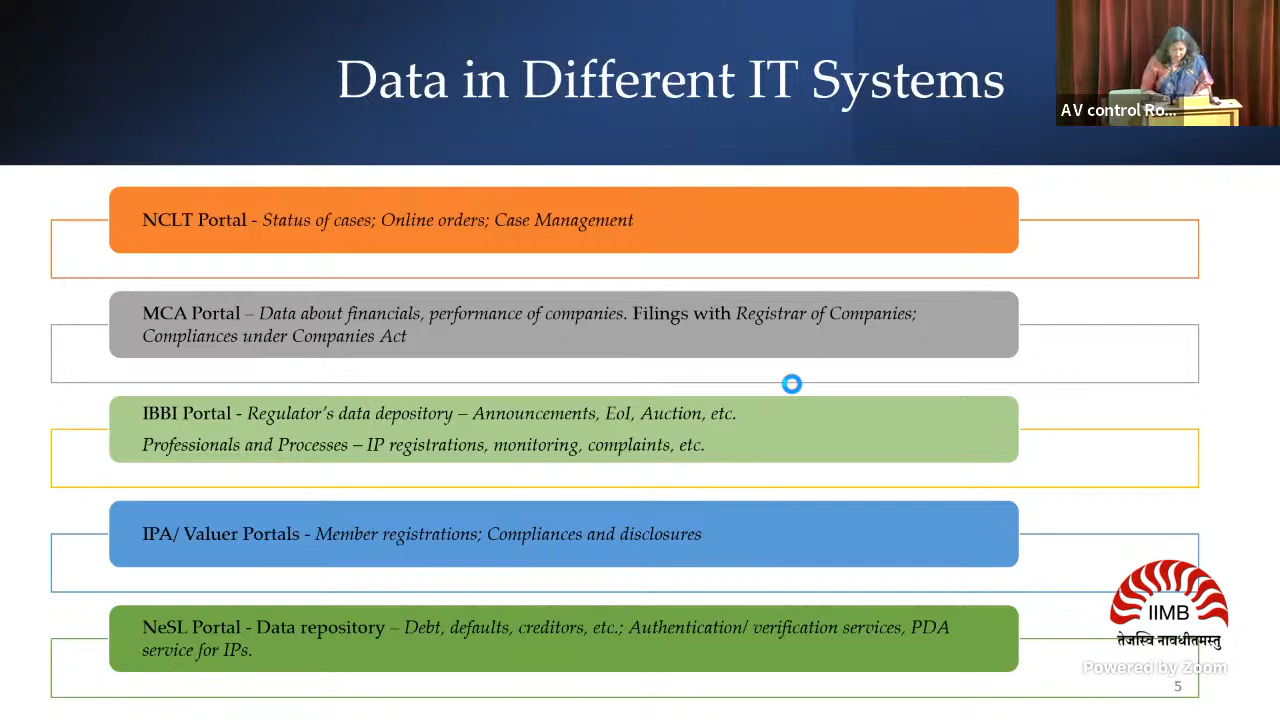 Data in Different IT Systems
AV control Ro...
NCLT Portal - Status of cases; Online orders; Case Management
MCA Portal – Data about financials, performance of companies. Filings with Registrar of Companies;
Compliances under Companies Act
IBBI Portal - Regulator's data depository – Announcements, EoI, Auction, etc.
Professionals and Processes – IP registrations, monitoring, complaints, etc.
IPA/ Valuer Portals - Member registrations; Compliances and disclosures
NeSL Portal - Data repository – Debt, defaults, creditors, etc.; Authentication/ verification services, PDA
service for IPs.
IIMB
तेजस्वि नावधीतमस्तु
Powered by Zoom
5